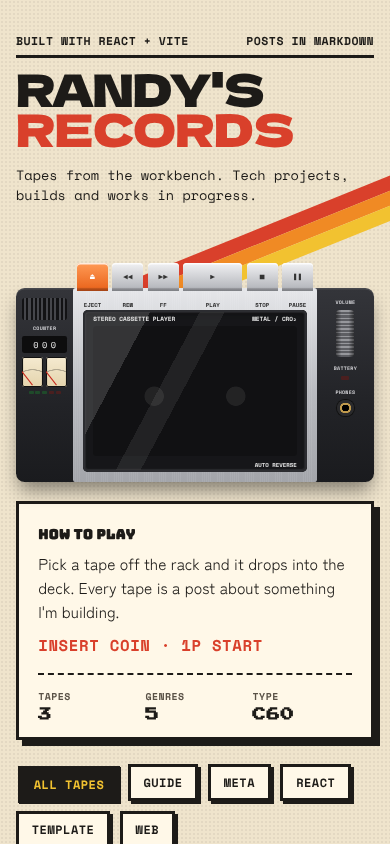 BUILT WITH REACT + VITE
POSTS IN MARKDOWN
RANDY'S
RECORDS
Tapes from the workbench. Tech projects,
builds and works in progress.
EJECT REW FF PLAY STOP PAUSE
STEREO CASSETTE PLAYER
METAL / CRO₂
COUNTER
000
VOLUME
BATTERY
PHONES
AUTO REVERSE
HOW TO PLAY
Pick a tape off the rack and it drops into the
deck. Every tape is a post about something
I'm building.
INSERT COIN · 1P START
TAPES GENRES TYPE
3 5 C60
ALL TAPES GUIDE META REACT
TEMPLATE WEB